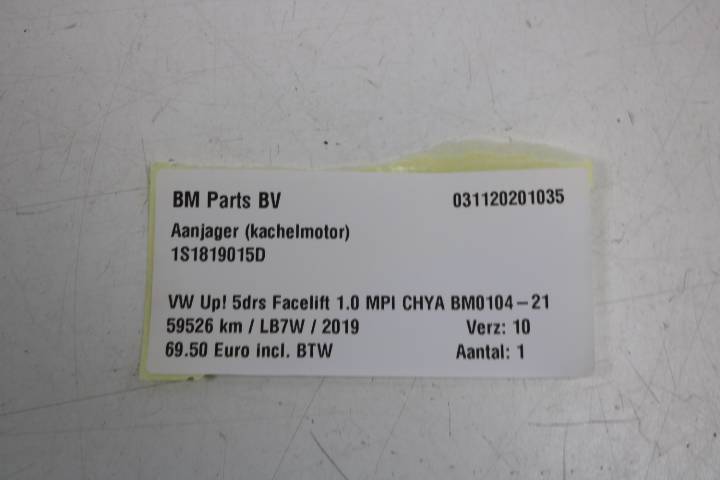 BM Parts BV 031120201035
Aanjager (kachelmotor)
1S1819015D
VW Up! 5drs Facelift 1.0 MPI CHYA BM0104-21
59526 km / LB7W / 2019 Verz: 10
69.50 Euro incl. BTW Aantal: 1